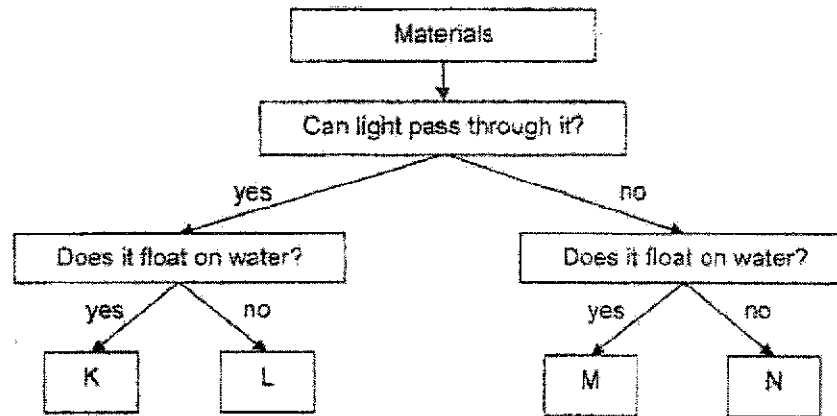 Materials
Can light pass through it?
yes
no
Does it float on water?
Does it float on water?
yes
no
yes
no
K
L
M
N